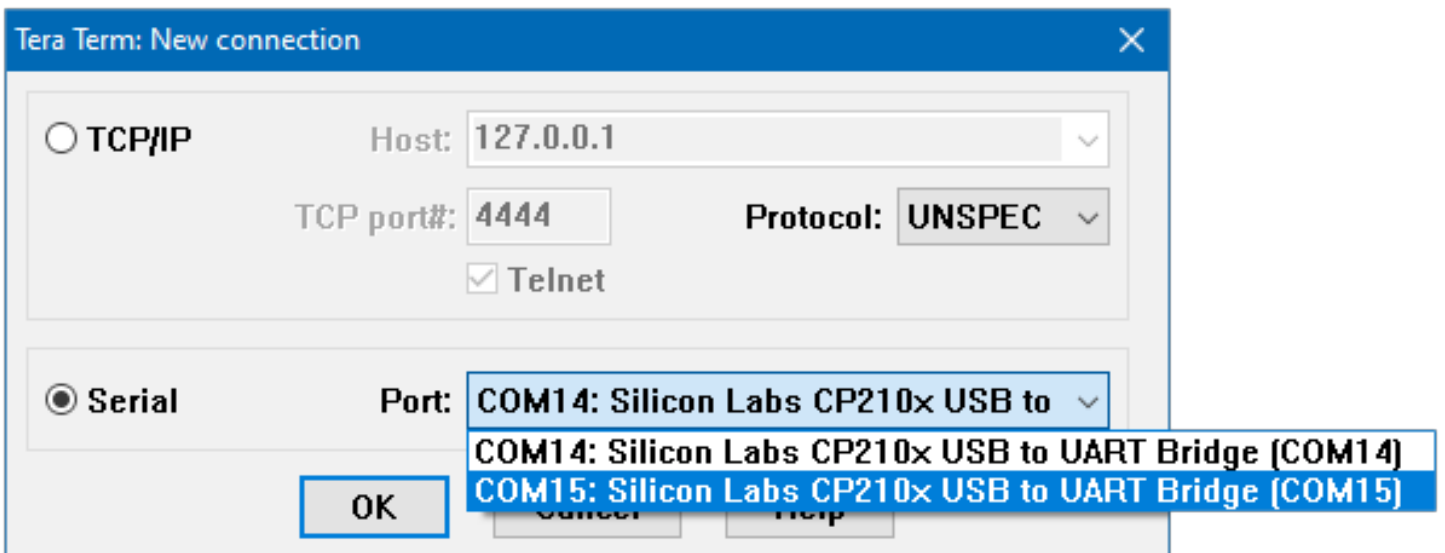 Tera Term: New connection
TCP/IP Host: 127.0.0.1
TCP port#: 4444 Protocol: UNSPEC
Telnet
Serial Port: COM14: Silicon Labs CP210x USB to
COM14: Silicon Labs CP210x USB to UART Bridge (COM14)
COM15: Silicon Labs CP210x USB to UART Bridge (COM15)
OK Cancel Help